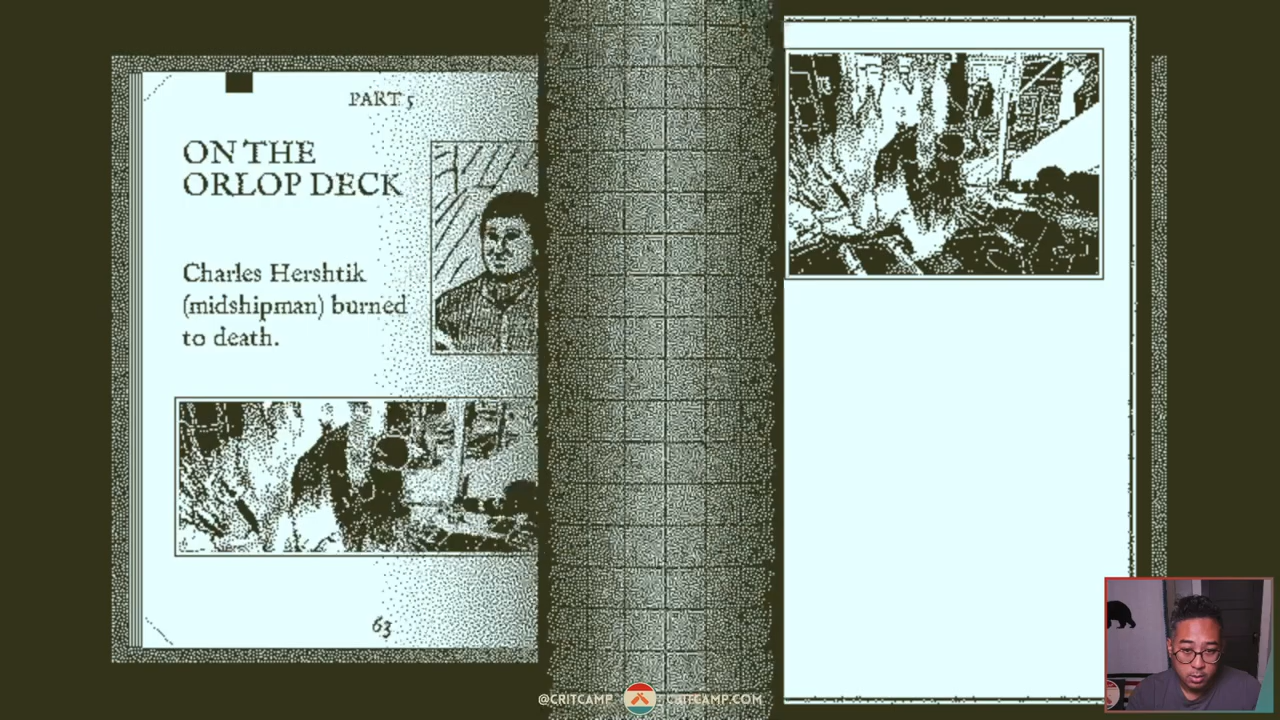 PART 5
ON THE
ORLOP DECK
Charles Hershtik
(midshipman) burned
to death.
63
@CRITCAMP CRITCAMP.COM